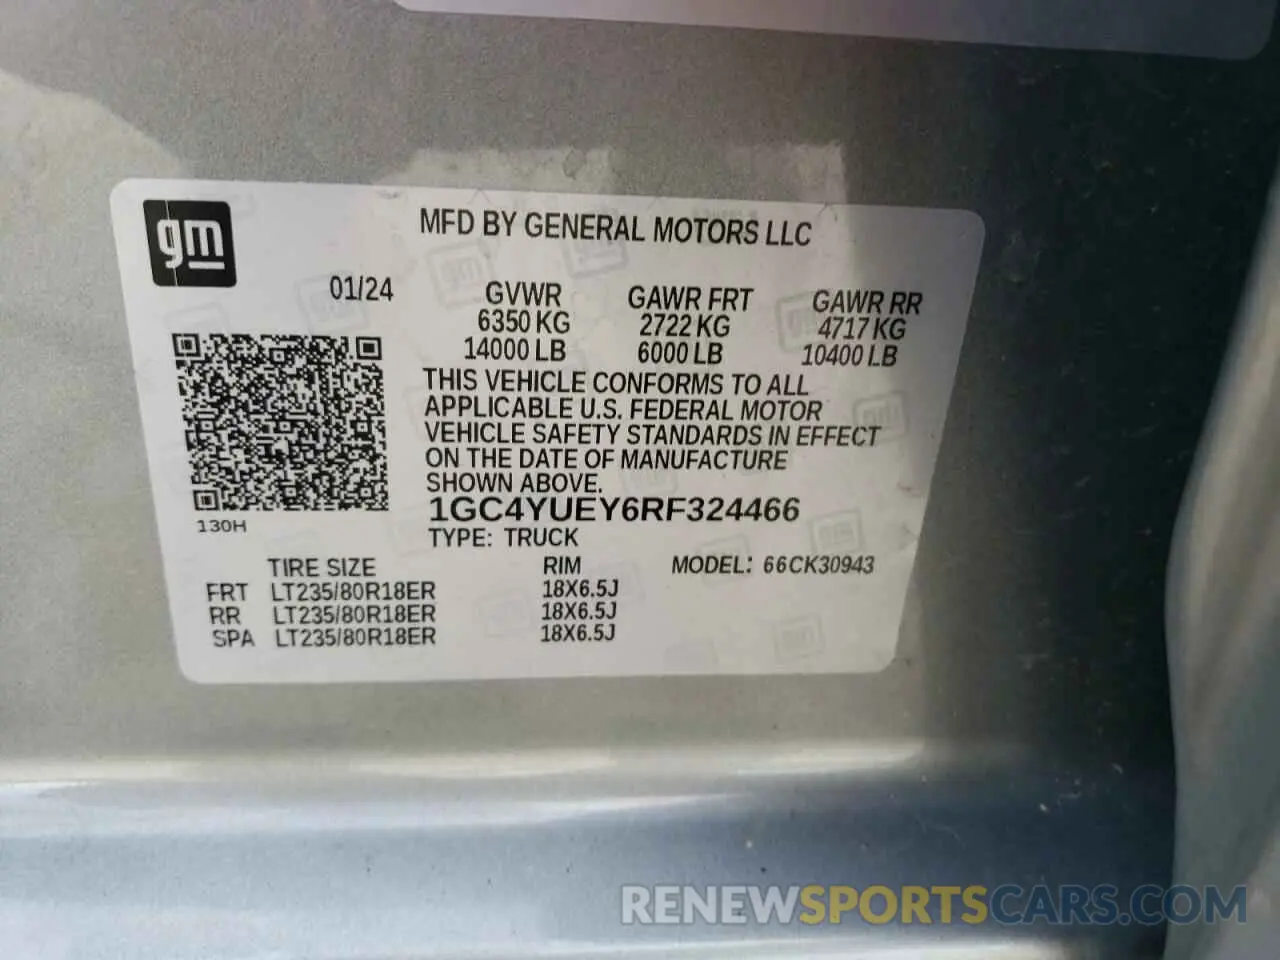 gm
MFD BY GENERAL MOTORS LLC
01/24
GVWR GAWR FRT GAWR RR
6350 KG 2722 KG 4717 KG
14000 LB 6000 LB 10400 LB
THIS VEHICLE CONFORMS TO ALL
APPLICABLE U.S. FEDERAL MOTOR
VEHICLE SAFETY STANDARDS IN EFFECT
ON THE DATE OF MANUFACTURE
SHOWN ABOVE.
1GC4YUEY6RF324466
130H
TYPE: TRUCK
TIRE SIZE RIM MODEL: 66CK30943
FRT LT235/80R18ER 18X6.5J
RR LT235/80R18ER 18X6.5J
SPA LT235/80R18ER 18X6.5J
RENEWSPORTSCARS.COM